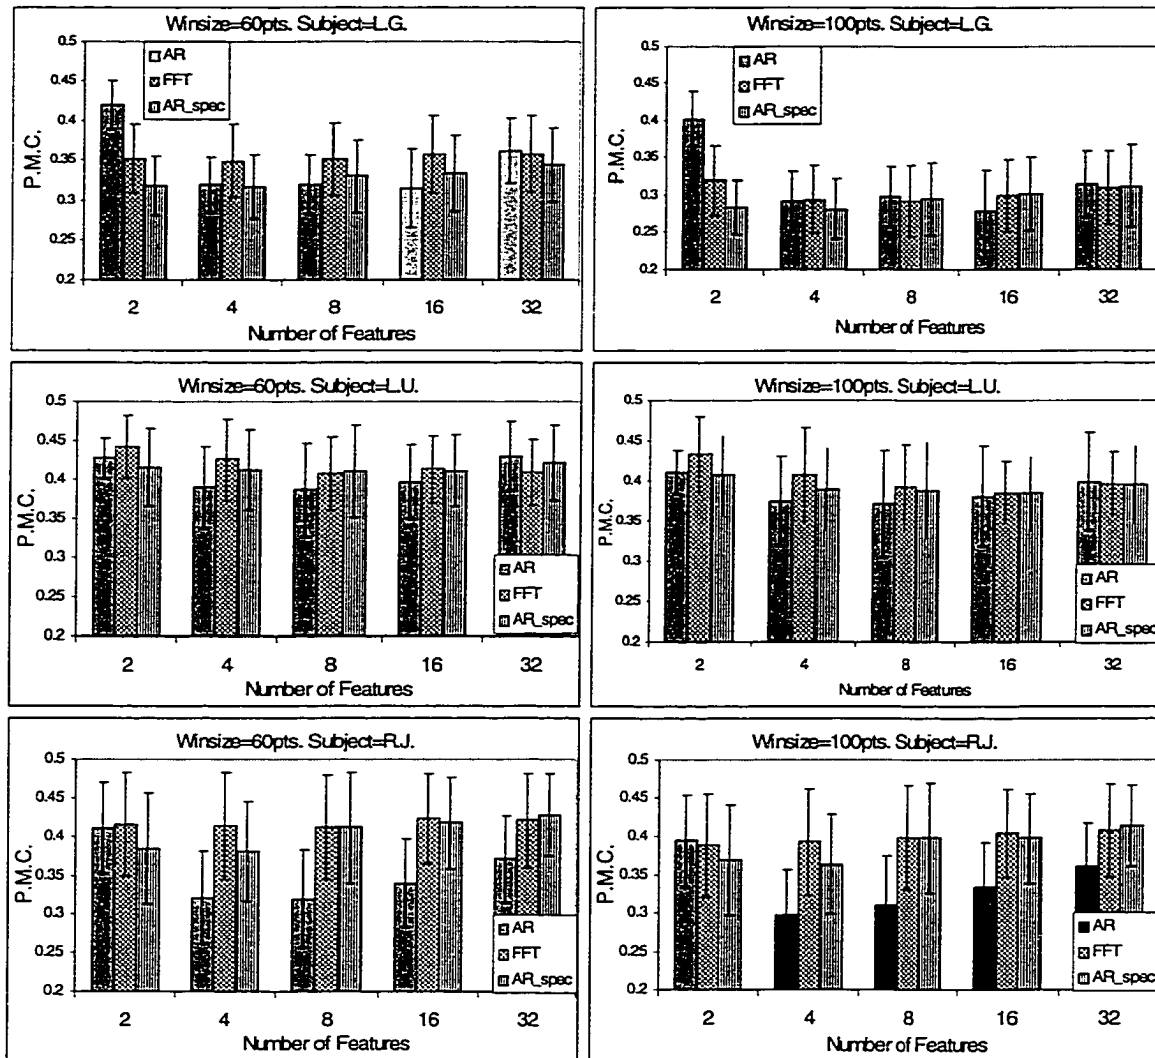 Winsize=60pts. Subject=L.G.
P.M.C.
0.5
0.45
0.4
0.35
0.3
0.25
0.2
AR
FFT
AR_spec
2 4 8 16 32
Number of Features
Winsize=100pts. Subject=L.G.
P.M.C.
0.5
0.45
0.4
0.35
0.3
0.25
0.2
AR
FFT
AR_spec
2 4 8 16 32
Number of Features
Winsize=60pts. Subject=L.U.
P.M.C.
0.5
0.45
0.4
0.35
0.3
0.25
0.2
AR
FFT
AR_spec
2 4 8 16 32
Number of Features
Winsize=100pts. Subject=L.U.
P.M.C.
0.5
0.45
0.4
0.35
0.3
0.25
0.2
AR
FFT
AR_spec
2 4 8 16 32
Number of Features
Winsize=60pts. Subject=R.J.
P.M.C.
0.5
0.45
0.4
0.35
0.3
0.25
0.2
AR
FFT
AR_spec
2 4 8 16 32
Number of Features
Winsize=100pts. Subject=R.J.
P.M.C.
0.5
0.45
0.4
0.35
0.3
0.25
0.2
AR
FFT
AR_spec
2 4 8 16 32
Number of Features